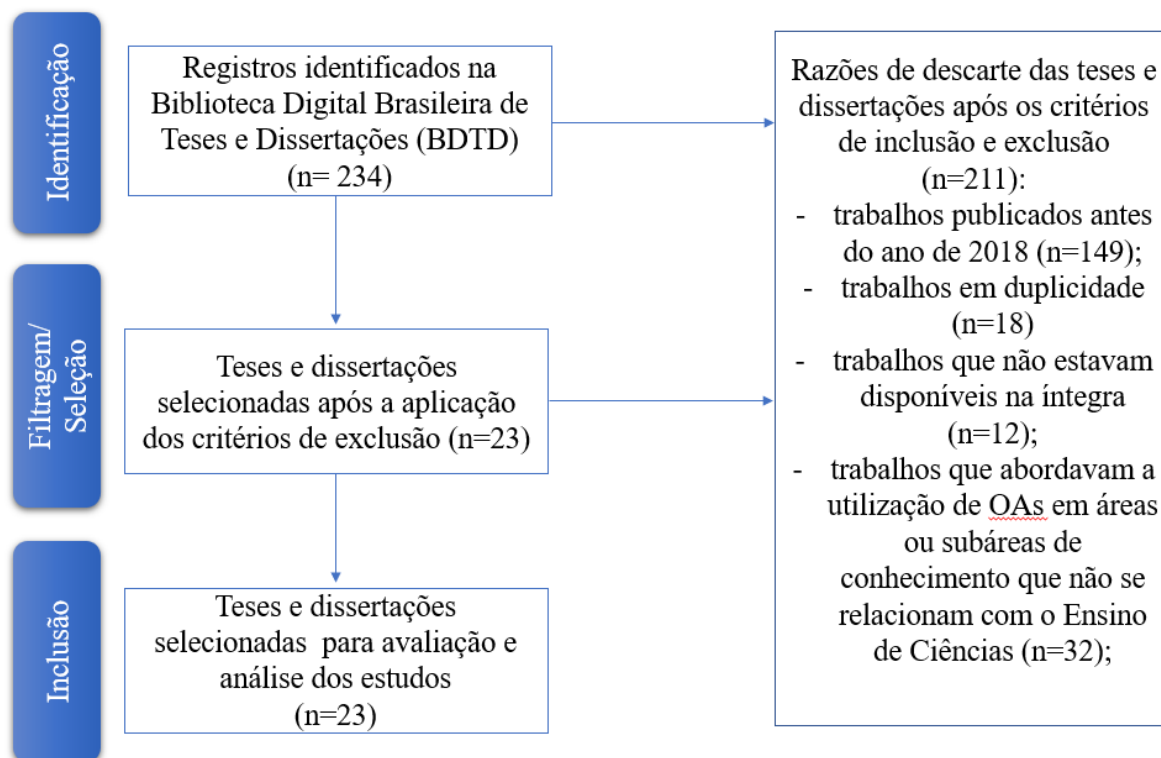 Identificação
Registros identificados na
Biblioteca Digital Brasileira de
Teses e Dissertações (BDTD)
(n= 234)
Filtragem/
Seleção
Teses e dissertações
selecionadas após a aplicação
dos critérios de exclusão (n=23)
Inclusão
Teses e dissertações
selecionadas para avaliação e
análise dos estudos
(n=23)
Razões de descarte das teses e
dissertações após os critérios
de inclusão e exclusão
(n=211):
- trabalhos publicados antes
do ano de 2018 (n=149);
- trabalhos em duplicidade
(n=18)
- trabalhos que não estavam
disponíveis na íntegra
(n=12);
- trabalhos que abordavam a
utilização de OAs em áreas
ou subáreas de
conhecimento que não se
relacionam com o Ensino
de Ciências (n=32);